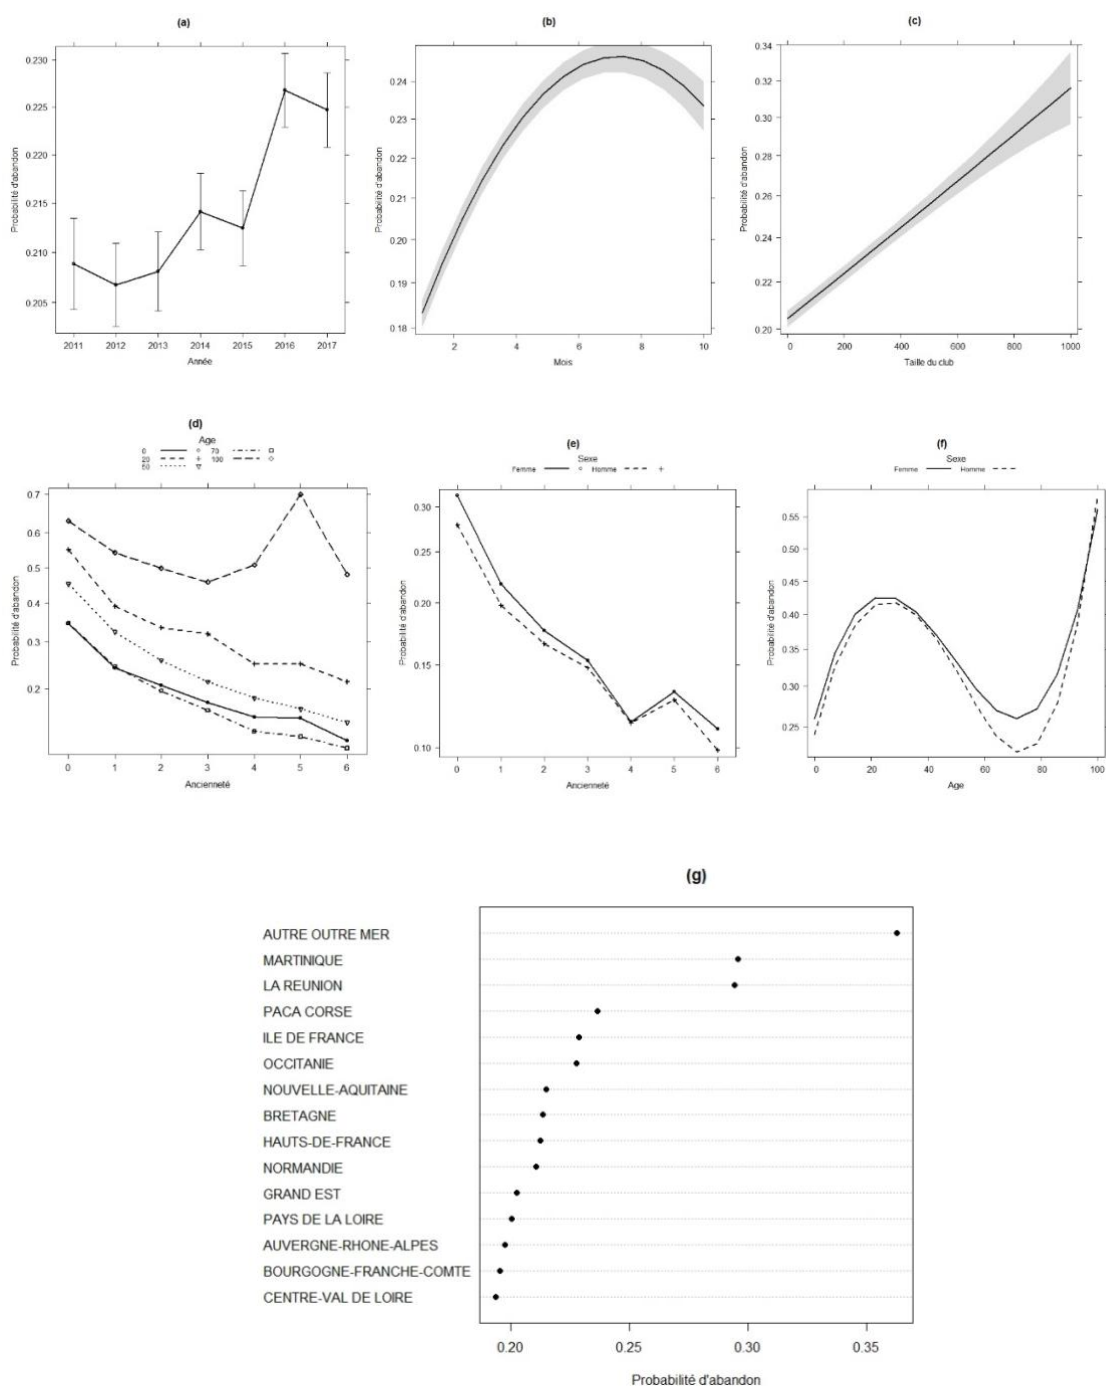 (a)
0.230
0.225
0.220
0.215
0.210
0.205
Probabilité d'abandon
2011 2012 2013 2014 2015 2016 2017
Année
(b)
0.24
0.23
0.22
0.21
0.20
0.19
0.18
Probabilité d'abandon
2 4 6 8 10
Mois
(c)
0.34
0.32
0.30
0.28
0.26
0.24
0.22
0.20
Probabilité d'abandon
0 200 400 600 800 1000
Taille du club
(d)
Age
0 70
20 100
50
0.7
0.6
0.5
0.4
0.3
0.2
Probabilité d'abandon
0 1 2 3 4 5 6
Ancienneté
(e)
Sexe
Femme Homme
0.30
0.25
0.20
0.15
0.10
Probabilité d'abandon
0 1 2 3 4 5 6
Ancienneté
(f)
Sexe
Femme Homme
0.55
0.50
0.45
0.40
0.35
0.30
0.25
Probabilité d'abandon
0 20 40 60 80 100
Age
(g)
AUTRE OUTRE MER
MARTINIQUE
LA REUNION
PACA CORSE
ILE DE FRANCE
OCCITANIE
NOUVELLE-AQUITAINE
BRETAGNE
HAUTS-DE-FRANCE
NORMANDIE
GRAND EST
PAYS DE LA LOIRE
AUVERGNE-RHONE-ALPES
BOURGOGNE-FRANCHE-COMTE
CENTRE-VAL DE LOIRE
0.20 0.25 0.30 0.35
Probabilité d'abandon